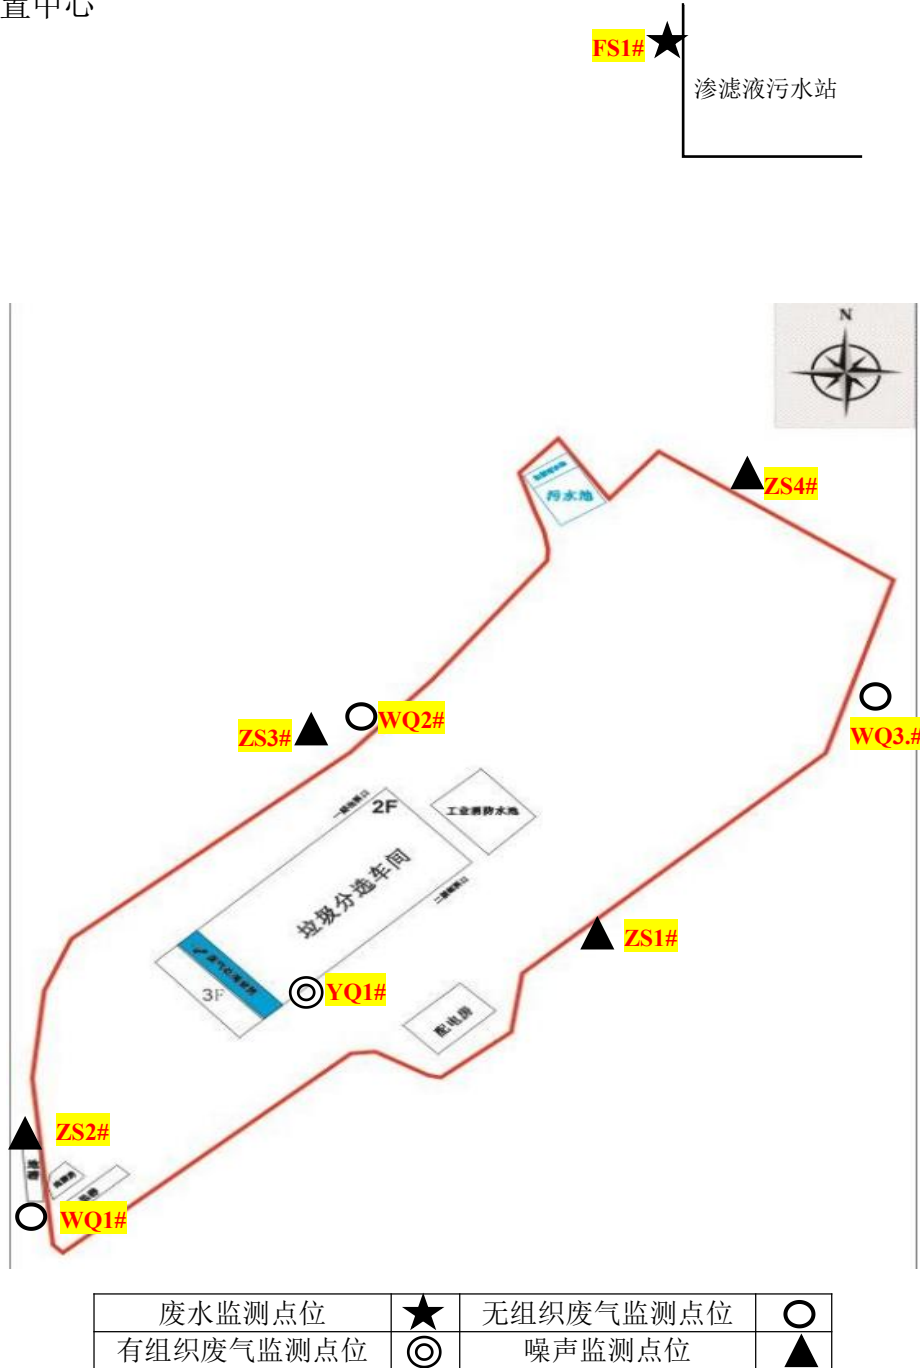 置中心
FS1#
渗滤液污水站
N
ZS4#
污水池
WQ2#
ZS3#
WQ3.#
2F
工业消防水池
垃圾分选车间
ZS1#
3F
YQ1#
配电房
ZS2#
WQ1#
废水监测点位 ★ 无组织废气监测点位 ○
有组织废气监测点位 ◎ 噪声监测点位 ▲